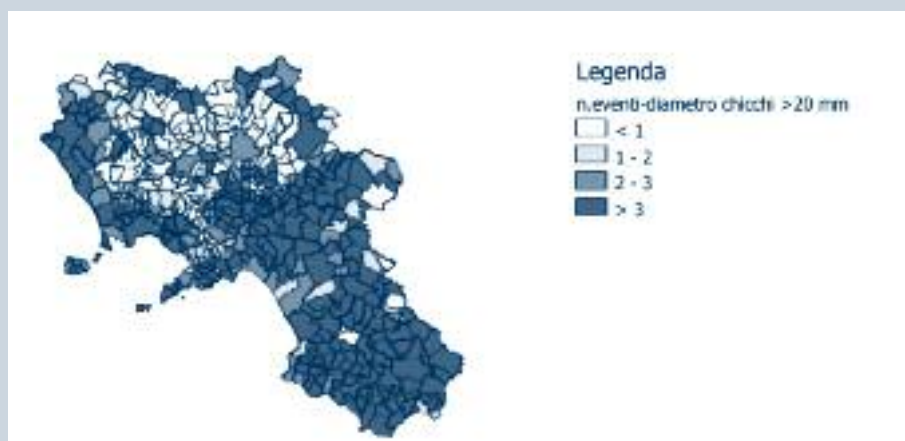 Legenda
n.eventi-diametro chicchi >20 mm
< 1
1 - 2
2 - 3
> 3